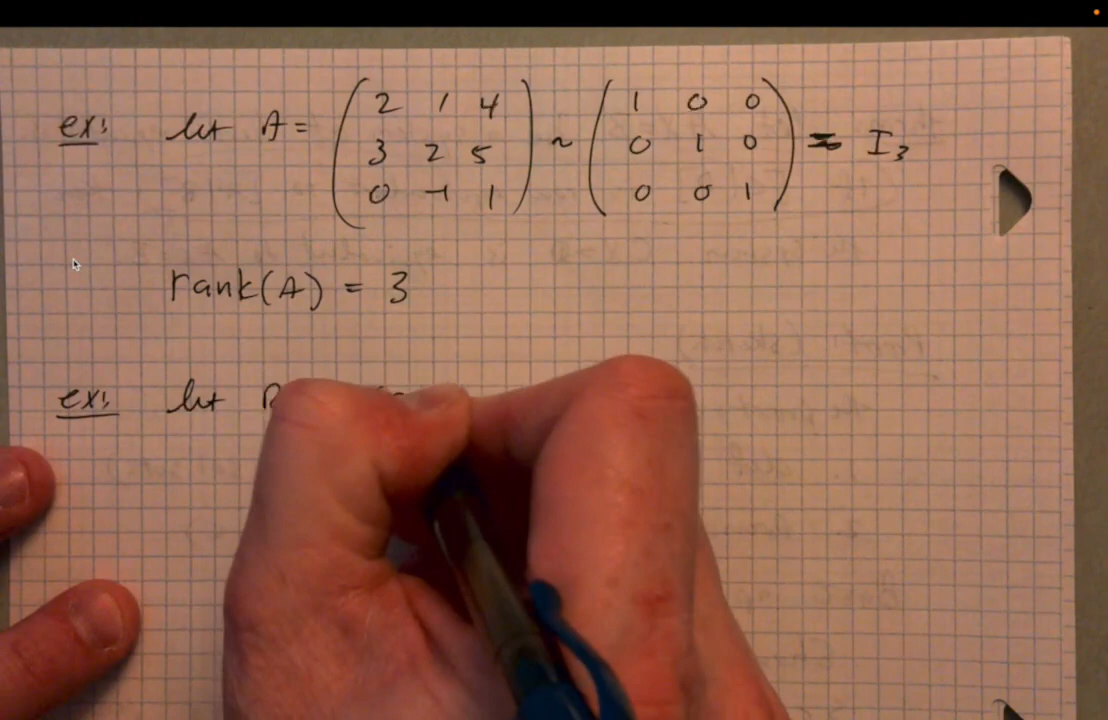 ex: let A = ( 2 1 4 ) ~ ( 1 0 0 ) = I₃
( 3 2 5 ) ( 0 1 0 )
( 0 -1 1 ) ( 0 0 1 )
rank(A) = 3
ex: let